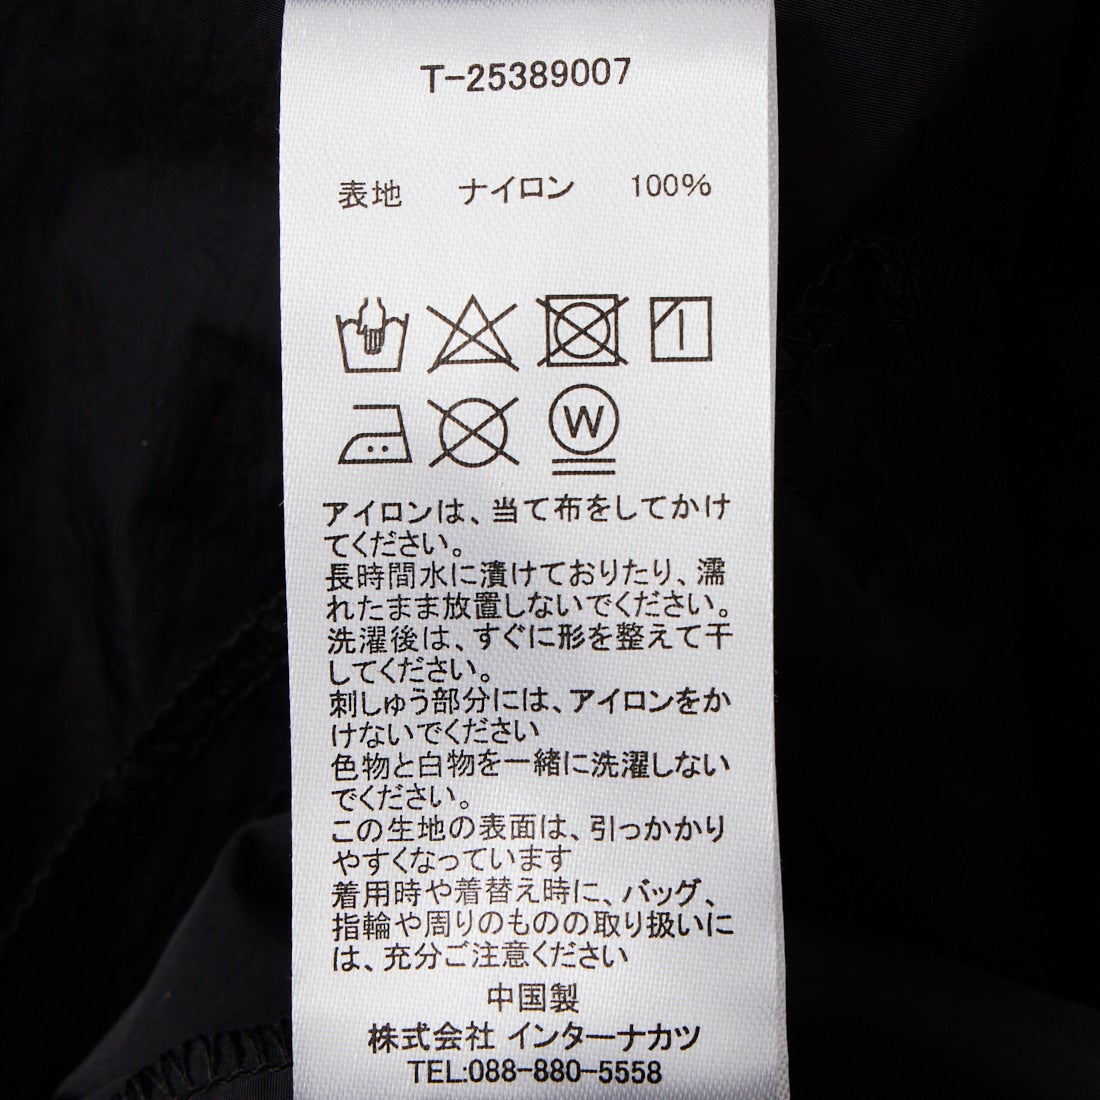 T-25389007
表地 ナイロン 100%
W
アイロンは、当て布をしてかけ
てください。
長時間水に漬けておりたり、濡
れたまま放置しないでください。
洗濯後は、すぐに形を整えて干
してください。
刺しゅう部分には、アイロンをか
けないでください
色物と白物を一緒に洗濯しない
でください。
この生地の表面は、引っかかり
やすくなっています
着用時や着替え時に、バッグ、
指輪や周りのものの取り扱いに
は、充分ご注意ください
中国製
株式会社 インターナカツ
TEL:088-880-5558